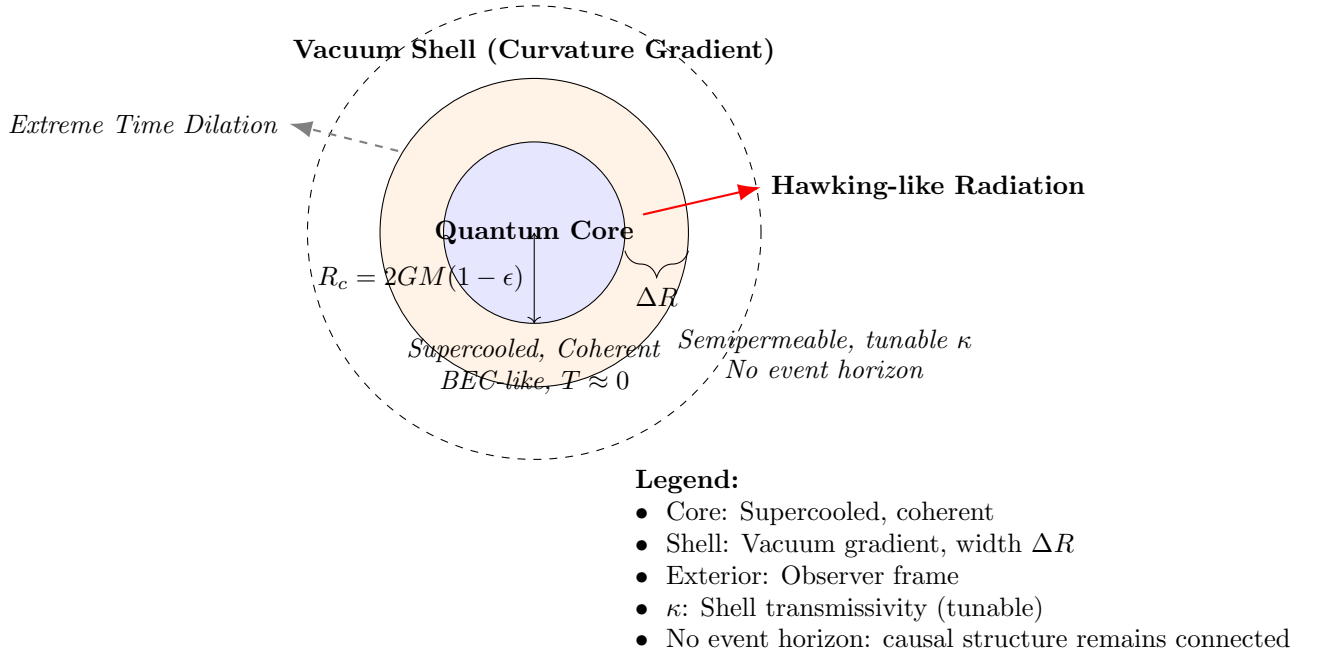 Vacuum Shell (Curvature Gradient)
Extreme Time Dilation
Hawking-like Radiation
Quantum Core
R_c = 2GM(1 − ϵ)
ΔR
Supercooled, Coherent
BEC-like, T ≈ 0
Semipermeable, tunable κ
No event horizon
Legend:
• Core: Supercooled, coherent
• Shell: Vacuum gradient, width ΔR
• Exterior: Observer frame
• κ: Shell transmissivity (tunable)
• No event horizon: causal structure remains connected